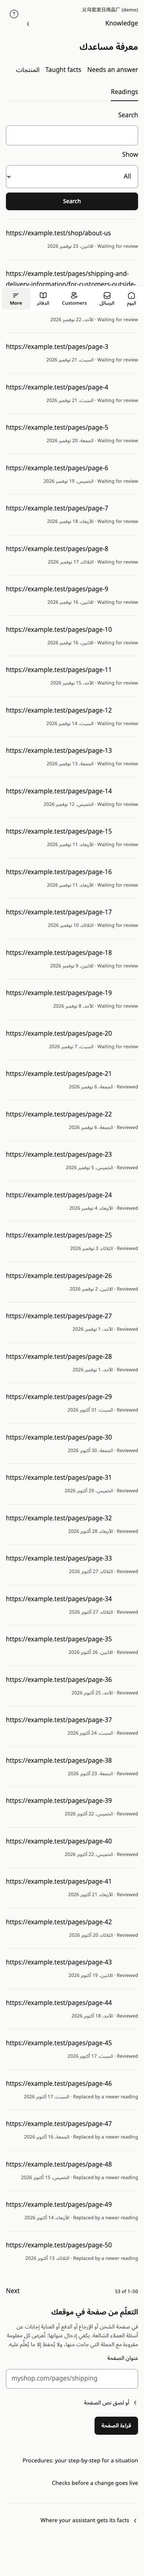 义乌宏发日用品厂 (demo)
Knowledge
معرفة مساعدك
Needs an answer
Taught facts
المنتجات
Readings
Search
Show
All
Search
https://example.test/shop/about-us
Waiting for review · الاثنين، 23 نوفمبر 2026
https://example.test/pages/shipping-and-
delivery-information/for-customers-outside-
Waiting for review · الأحد، 22 نوفمبر 2026
اليوم
الرسائل
Customers
الدفاتر
More
https://example.test/pages/page-3
Waiting for review · السبت، 21 نوفمبر 2026
https://example.test/pages/page-4
Waiting for review · السبت، 21 نوفمبر 2026
https://example.test/pages/page-5
Waiting for review · الجمعة، 20 نوفمبر 2026
https://example.test/pages/page-6
Waiting for review · الخميس، 19 نوفمبر 2026
https://example.test/pages/page-7
Waiting for review · الأربعاء، 18 نوفمبر 2026
https://example.test/pages/page-8
Waiting for review · الثلاثاء، 17 نوفمبر 2026
https://example.test/pages/page-9
Waiting for review · الاثنين، 16 نوفمبر 2026
https://example.test/pages/page-10
Waiting for review · الاثنين، 16 نوفمبر 2026
https://example.test/pages/page-11
Waiting for review · الأحد، 15 نوفمبر 2026
https://example.test/pages/page-12
Waiting for review · السبت، 14 نوفمبر 2026
https://example.test/pages/page-13
Waiting for review · الجمعة، 13 نوفمبر 2026
https://example.test/pages/page-14
Waiting for review · الخميس، 12 نوفمبر 2026
https://example.test/pages/page-15
Waiting for review · الأربعاء، 11 نوفمبر 2026
https://example.test/pages/page-16
Waiting for review · الأربعاء، 11 نوفمبر 2026
https://example.test/pages/page-17
Waiting for review · الثلاثاء، 10 نوفمبر 2026
https://example.test/pages/page-18
Waiting for review · الاثنين، 9 نوفمبر 2026
https://example.test/pages/page-19
Waiting for review · الأحد، 8 نوفمبر 2026
https://example.test/pages/page-20
Waiting for review · السبت، 7 نوفمبر 2026
https://example.test/pages/page-21
Reviewed · الجمعة، 6 نوفمبر 2026
https://example.test/pages/page-22
Reviewed · الجمعة، 6 نوفمبر 2026
https://example.test/pages/page-23
Reviewed · الخميس، 5 نوفمبر 2026
https://example.test/pages/page-24
Reviewed · الأربعاء، 4 نوفمبر 2026
https://example.test/pages/page-25
Reviewed · الثلاثاء، 3 نوفمبر 2026
https://example.test/pages/page-26
Reviewed · الاثنين، 2 نوفمبر 2026
https://example.test/pages/page-27
Reviewed · الأحد، 1 نوفمبر 2026
https://example.test/pages/page-28
Reviewed · الأحد، 1 نوفمبر 2026
https://example.test/pages/page-29
Reviewed · السبت، 31 أكتوبر 2026
https://example.test/pages/page-30
Reviewed · الجمعة، 30 أكتوبر 2026
https://example.test/pages/page-31
Reviewed · الخميس، 29 أكتوبر 2026
https://example.test/pages/page-32
Reviewed · الأربعاء، 28 أكتوبر 2026
https://example.test/pages/page-33
Reviewed · الثلاثاء، 27 أكتوبر 2026
https://example.test/pages/page-34
Reviewed · الثلاثاء، 27 أكتوبر 2026
https://example.test/pages/page-35
Reviewed · الاثنين، 26 أكتوبر 2026
https://example.test/pages/page-36
Reviewed · الأحد، 25 أكتوبر 2026
https://example.test/pages/page-37
Reviewed · السبت، 24 أكتوبر 2026
https://example.test/pages/page-38
Reviewed · الجمعة، 23 أكتوبر 2026
https://example.test/pages/page-39
Reviewed · الخميس، 22 أكتوبر 2026
https://example.test/pages/page-40
Reviewed · الخميس، 22 أكتوبر 2026
https://example.test/pages/page-41
Reviewed · الأربعاء، 21 أكتوبر 2026
https://example.test/pages/page-42
Reviewed · الثلاثاء، 20 أكتوبر 2026
https://example.test/pages/page-43
Reviewed · الاثنين، 19 أكتوبر 2026
https://example.test/pages/page-44
Reviewed · الأحد، 18 أكتوبر 2026
https://example.test/pages/page-45
Reviewed · السبت، 17 أكتوبر 2026
https://example.test/pages/page-46
Replaced by a newer reading · السبت، 17 أكتوبر 2026
https://example.test/pages/page-47
Replaced by a newer reading · الجمعة، 16 أكتوبر 2026
https://example.test/pages/page-48
Replaced by a newer reading · الخميس، 15 أكتوبر 2026
https://example.test/pages/page-49
Replaced by a newer reading · الأربعاء، 14 أكتوبر 2026
https://example.test/pages/page-50
Replaced by a newer reading · الثلاثاء، 13 أكتوبر 2026
1–50 of 53
Next
التعلّم من صفحة في موقعك
في صفحة الشحن أو الإرجاع أو الدفع أو العناية إجابات عن
أسئلة العملاء الشائعة. يكفي إدخال عنوانها؛ تُعرض كل معلومة
مقروءة مع الجملة التي جاءت منها، ولا يُحفظ إلا ما يُعلَّم عليه.
عنوان الصفحة
myshop.com/pages/shipping
أو لصق نص الصفحة
قراءة الصفحة
Procedures: your step-by-step for a situation
Checks before a change goes live
Where your assistant gets its facts